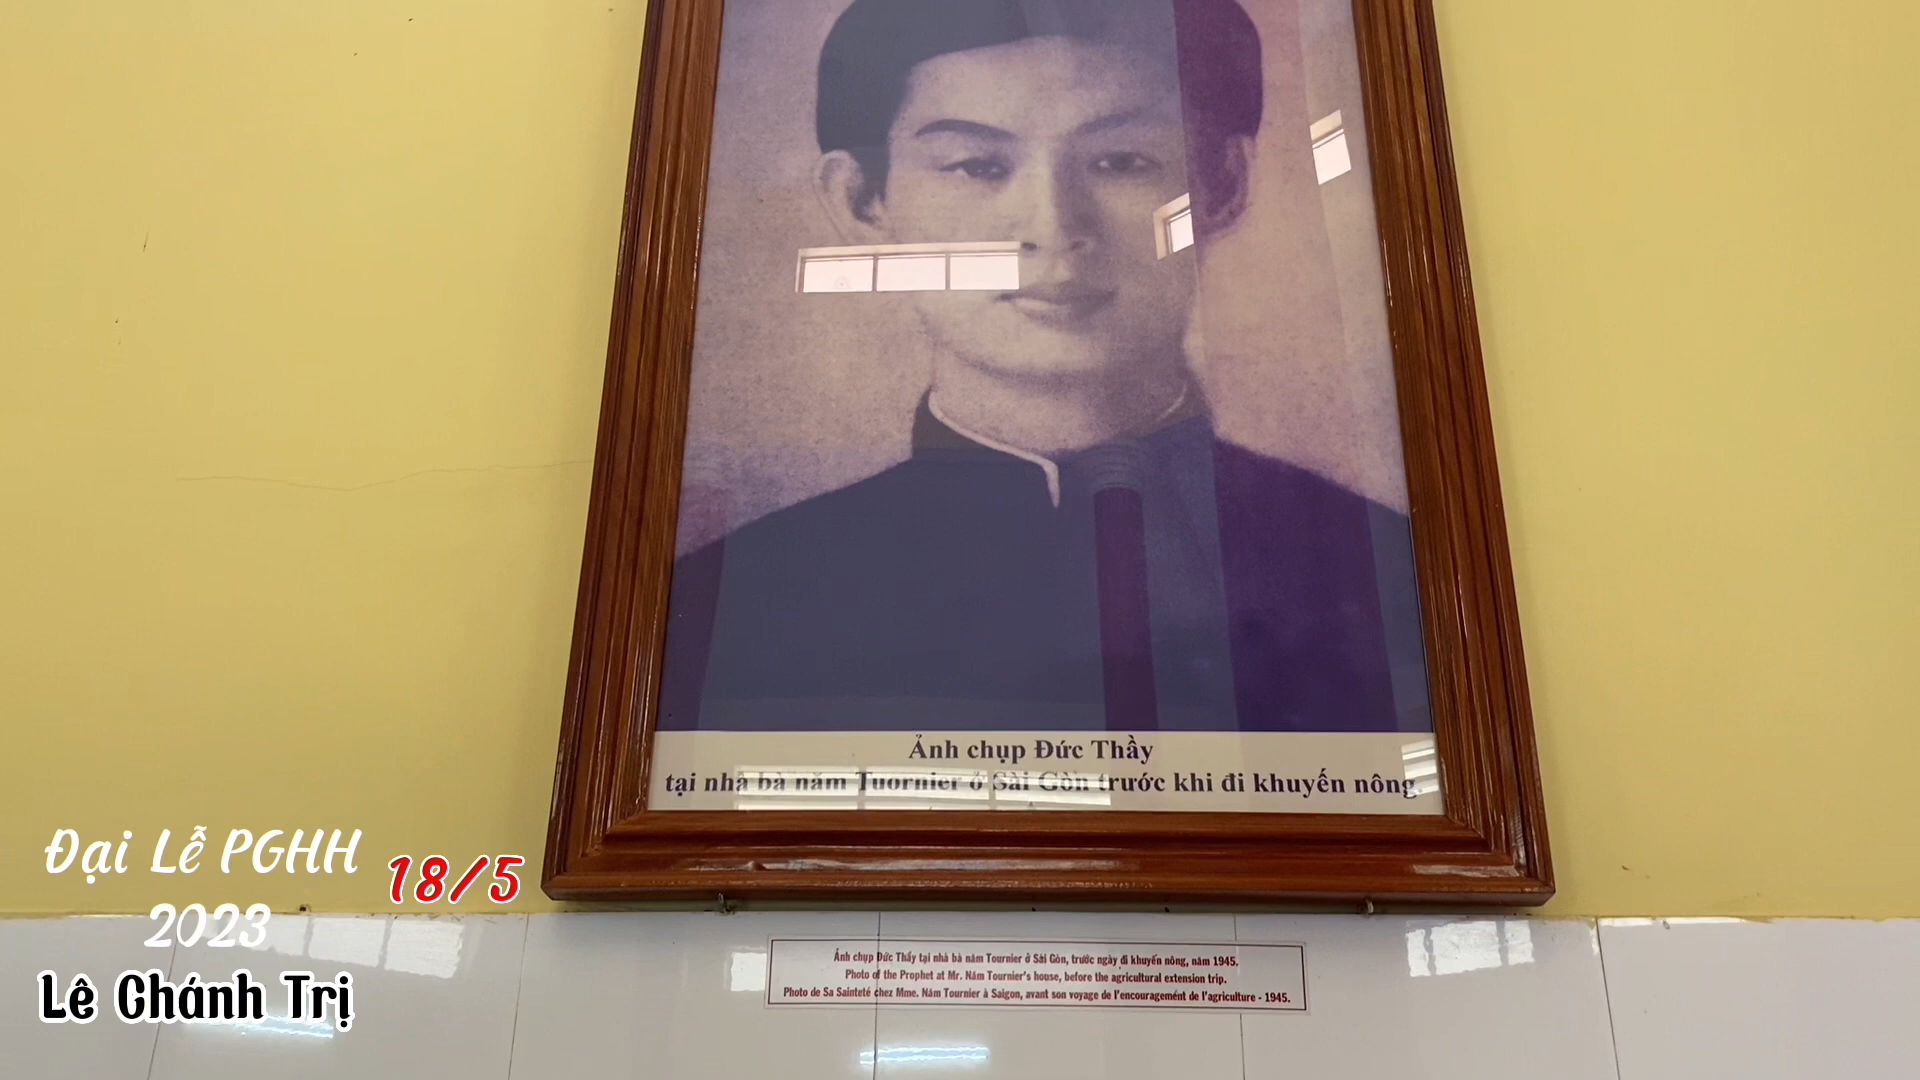 Ảnh chụp Đức Thầy
tại nhà bà năm Tuornier ở Sài Gòn trước khi đi khuyến nông.
Ảnh chụp Đức Thầy tại nhà bà năm Tournier ở Sài Gòn, trước ngày đi khuyến nông, năm 1945.
Photo of the Prophet at Mr. Năm Tournier's house, before the agricultural extension trip.
Photo de Sa Sainteté chez Mme. Năm Tournier à Saigon, avant son voyage de l'encouragement de l'agriculture - 1945.
Đại Lễ PGHH
18/5
2023
Lê Chánh Trị